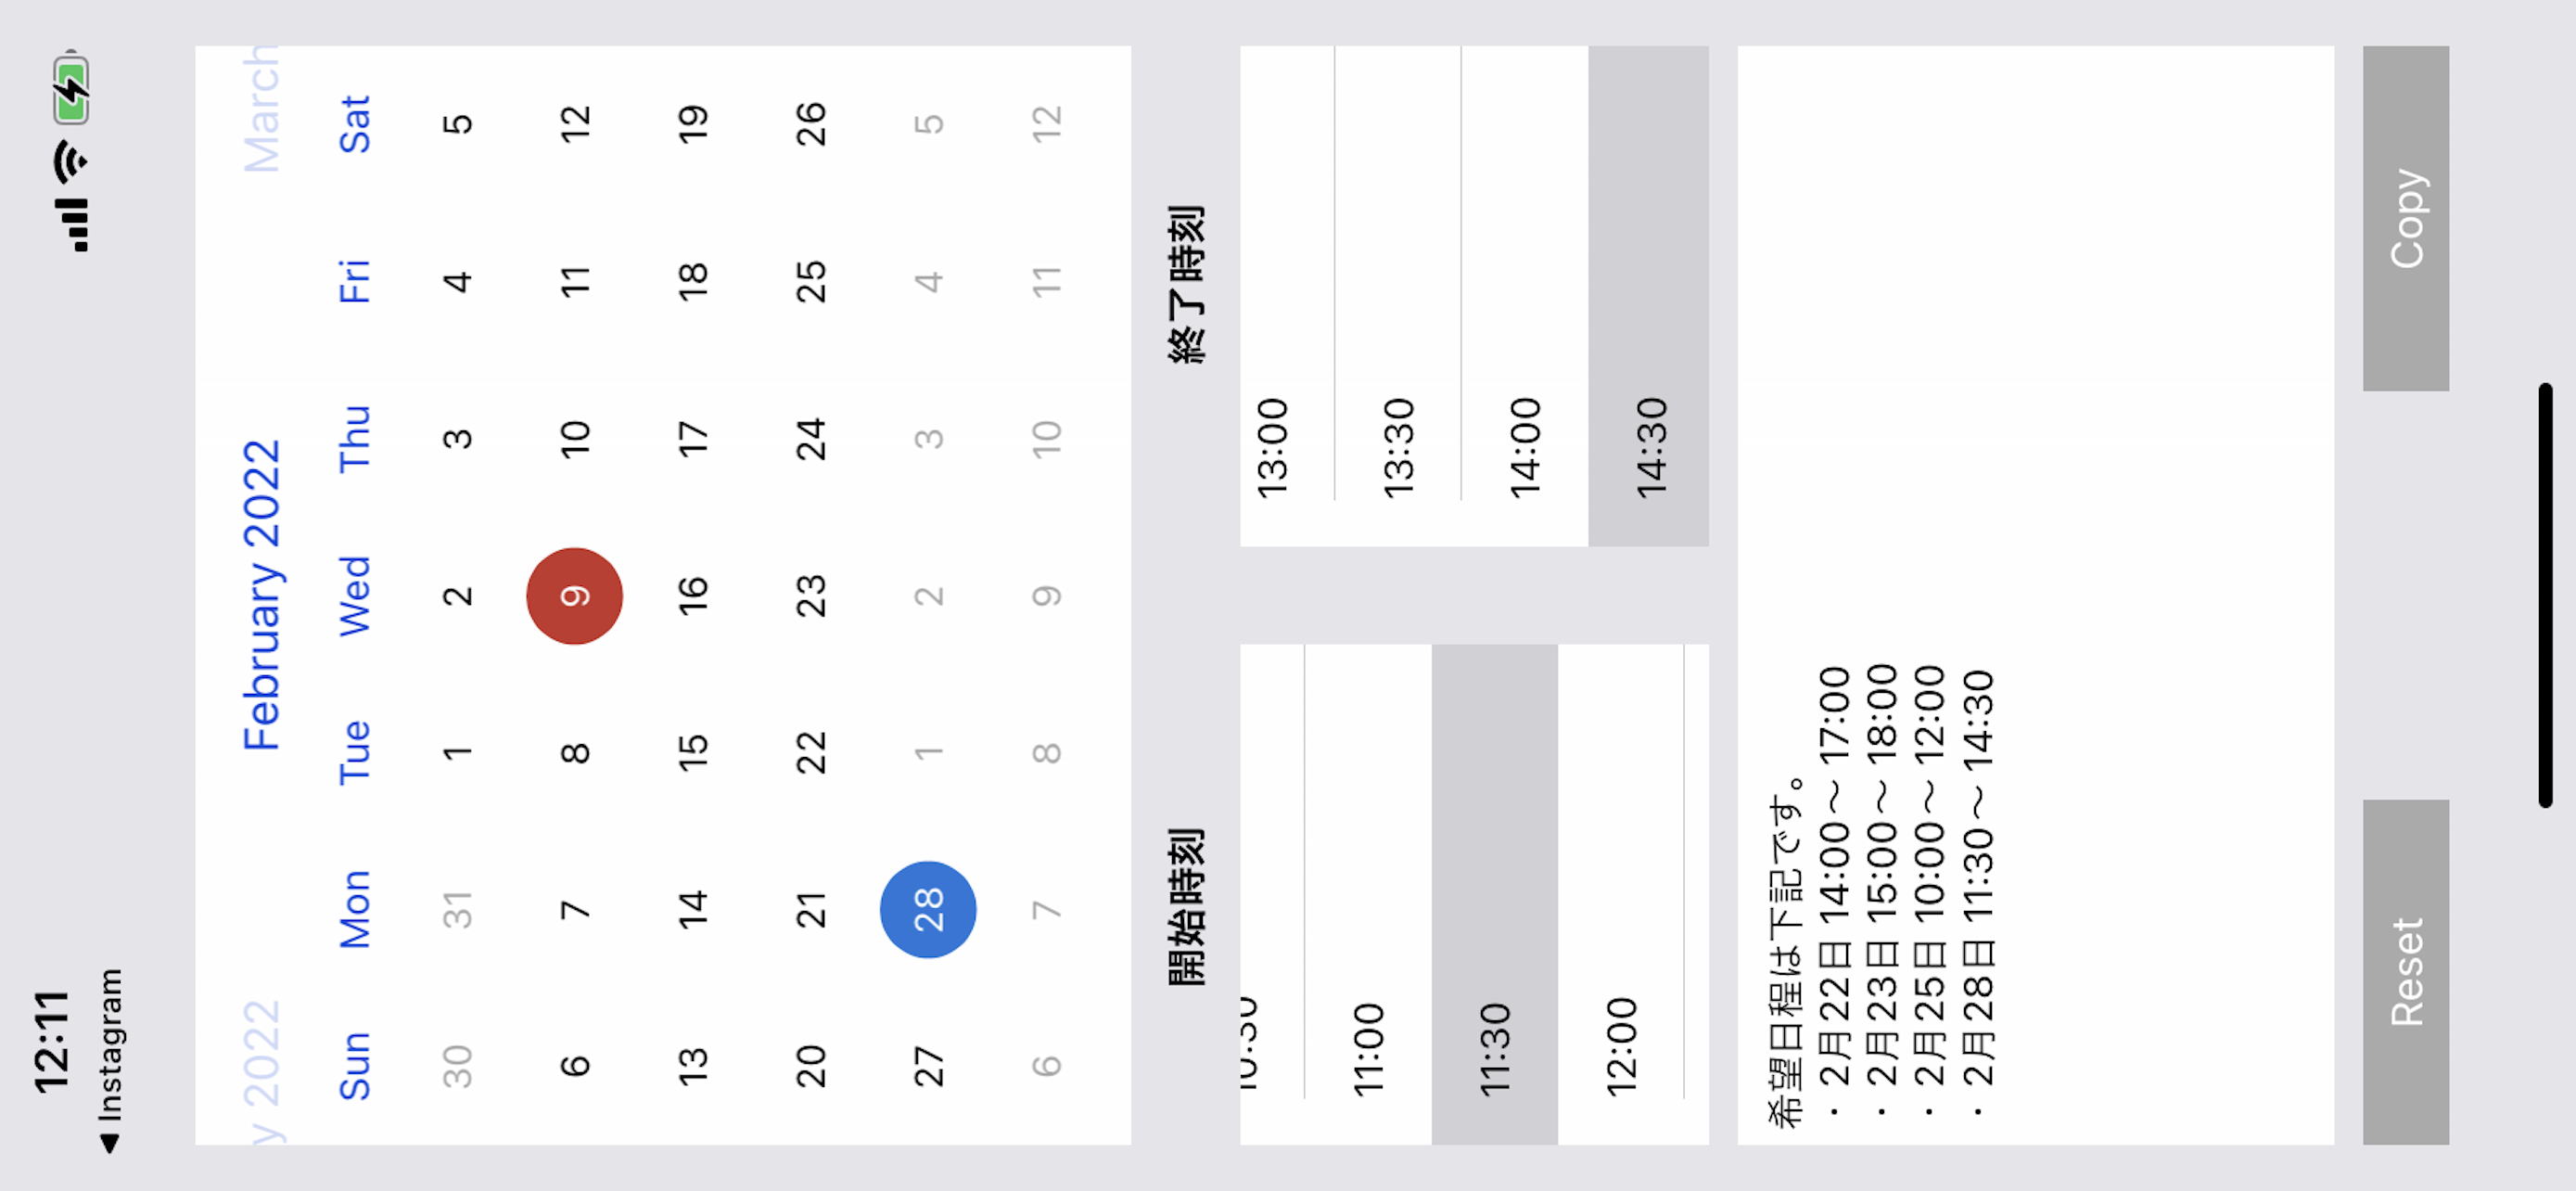 12:11
◀ Instagram
y 2022 February 2022 March
Sun Mon Tue Wed Thu Fri Sat
30 31 1 2 3 4 5
6 7 8 9 10 11 12
13 14 15 16 17 18 19
20 21 22 23 24 25 26
27 28 1 2 3 4 5
6 7 8 9 10 11 12
開始時刻 終了時刻
10:30
11:00
11:30
12:00
13:00
13:30
14:00
14:30
希望日程は下記です。
・2月22日 14:00〜17:00
・2月23日 15:00〜18:00
・2月25日 10:00〜12:00
・2月28日 11:30〜14:30
Reset Copy